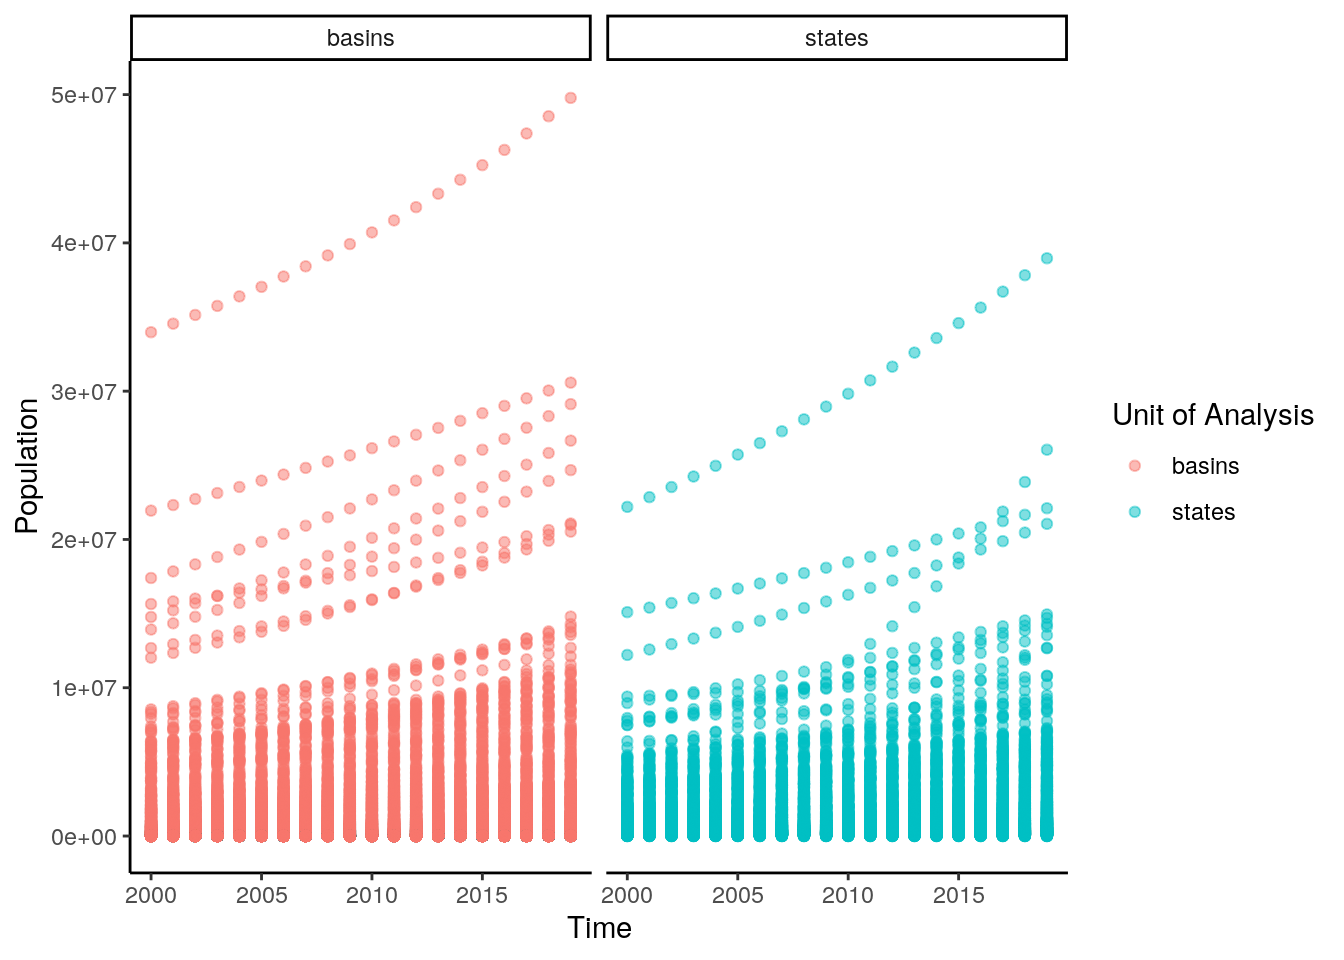 basins
states
5e+07
4e+07
3e+07
2e+07
1e+07
0e+00
Population
2000 2005 2010 2015
2000 2005 2010 2015
Time
Unit of Analysis
basins
states